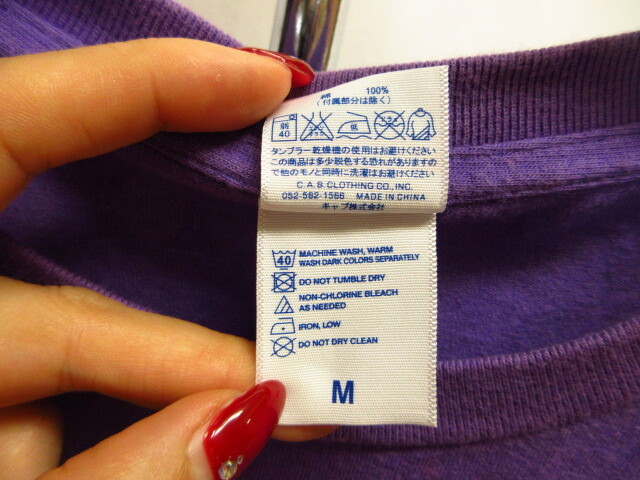 綿 100%
(付属部分は除く)
弱
40
低
タンブラー乾燥機の使用はお避けください
この商品は多少脱色する恐れがありますの
で他のモノと同時に洗濯はお避けください
C.A.B.CLOTHING CO.,INC.
052-562-1566 MADE IN CHINA
キャブ株式会社
40
MACHINE WASH, WARM
WASH DARK COLORS SEPARATELY
DO NOT TUMBLE DRY
NON-CHLORINE BLEACH
AS NEEDED
IRON, LOW
DO NOT DRY CLEAN
M